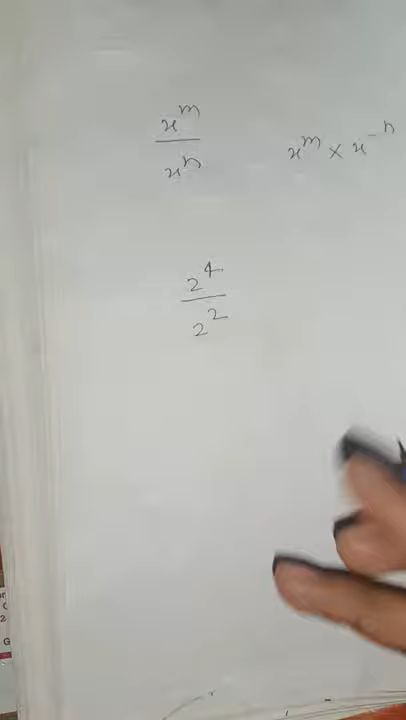 x^m / x^n    x^m × x^-n
2^4 / 2^2